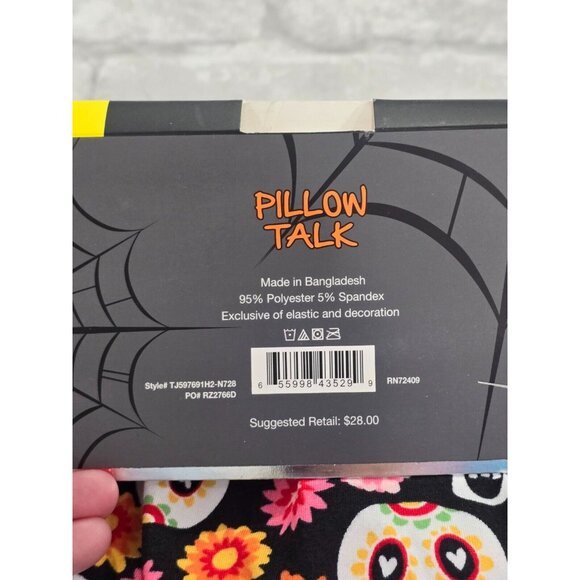 PILLOW
TALK
Made in Bangladesh
95% Polyester 5% Spandex
Exclusive of elastic and decoration
Style# TJ597691H2-N728
PO# RZ2766D
6 55998 43529 9
RN72409
Suggested Retail: $28.00